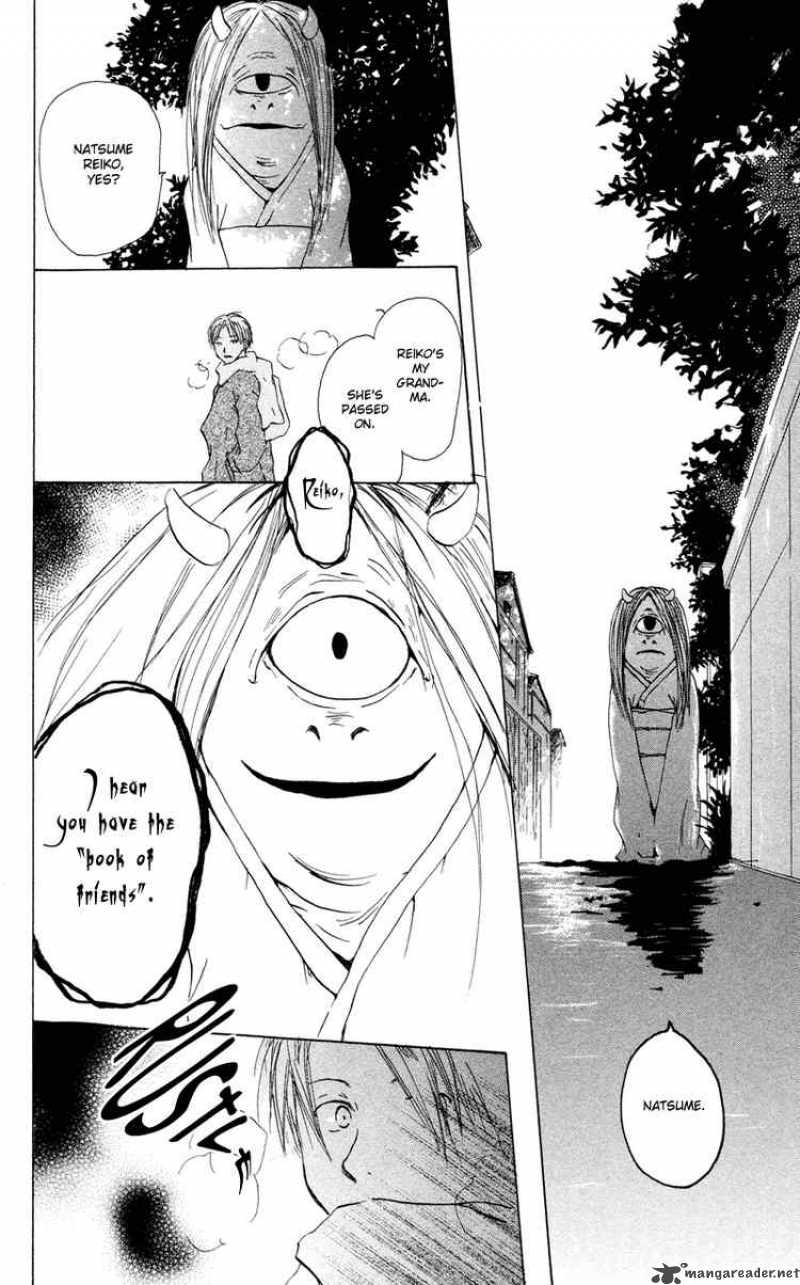 NATSUME.
NATSUME
REIKO,
YES?
REIKO'S
MY
GRAND-
MA.
SHE'S
PASSED
ON.
Reiko,
I hear
you have the
"book of
friends".
RUSTLE
mangareader.net